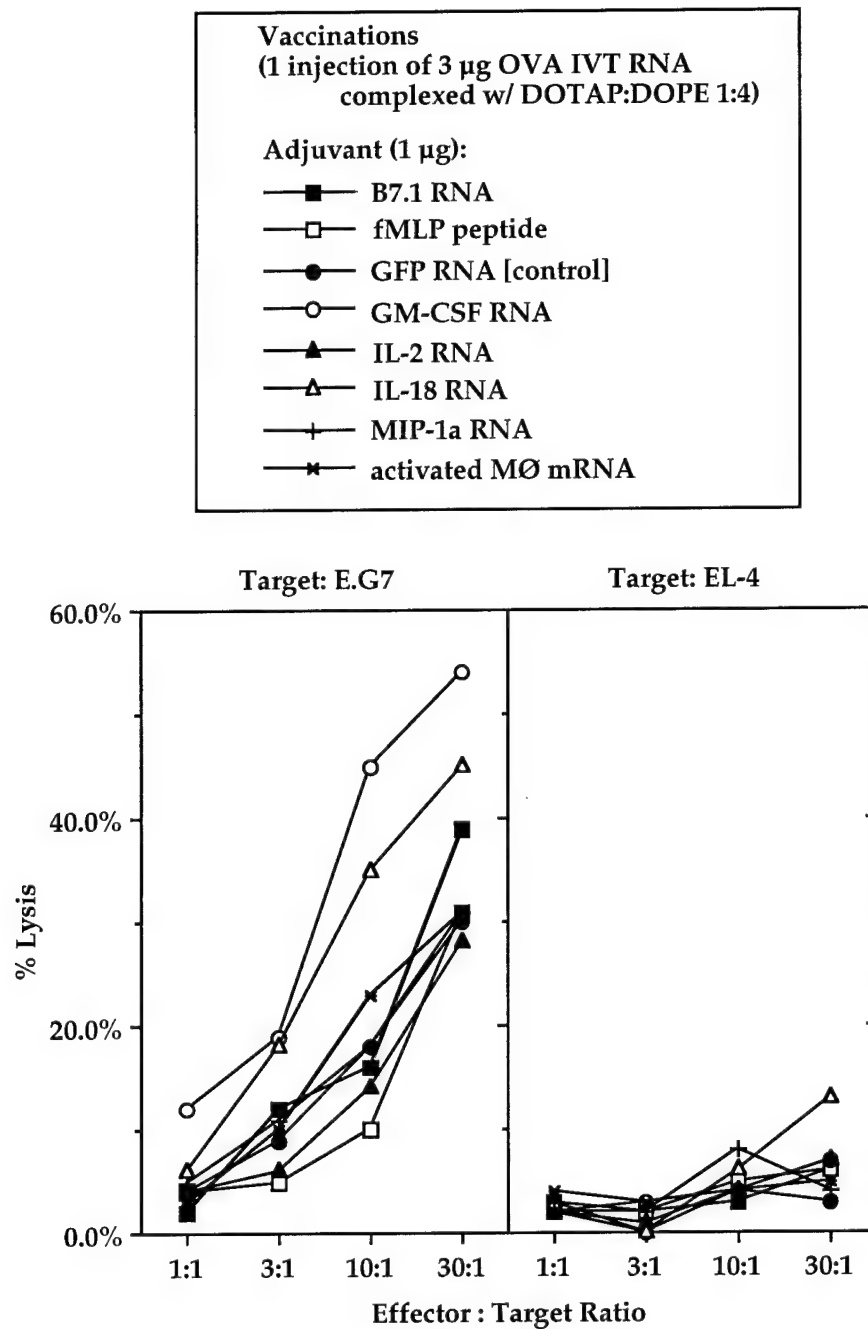 Vaccinations
(1 injection of 3 µg OVA IVT RNA
complexed w/ DOTAP:DOPE 1:4)
Adjuvant (1 µg):
B7.1 RNA
fMLP peptide
GFP RNA [control]
GM-CSF RNA
IL-2 RNA
IL-18 RNA
MIP-1a RNA
activated MØ mRNA
Target: E.G7
Target: EL-4
60.0%
40.0%
20.0%
0.0%
% Lysis
1:1 3:1 10:1 30:1
1:1 3:1 10:1 30:1
Effector : Target Ratio